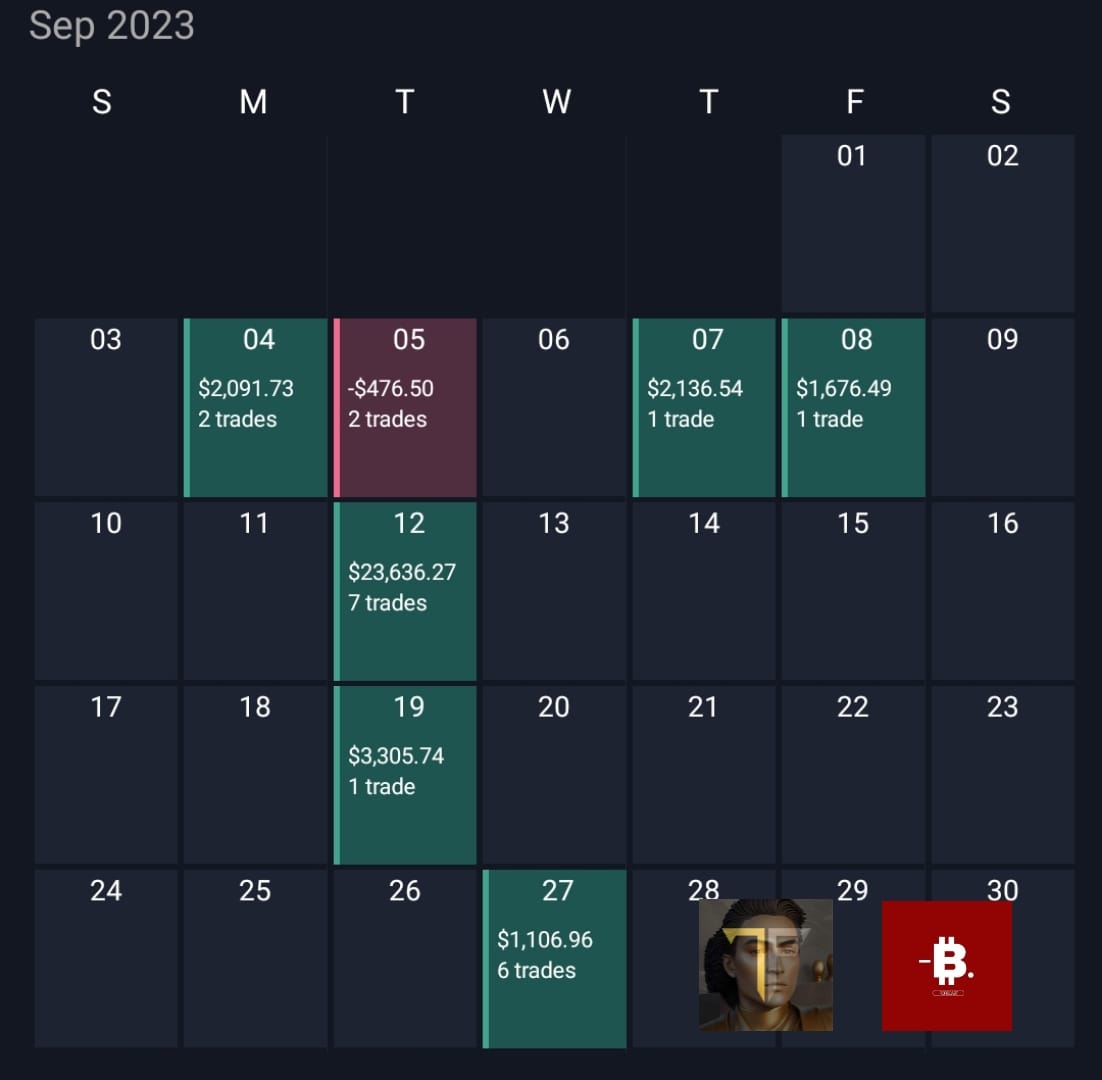 Sep 2023
S M T W T F S
01 02
03 04 05 06 07 08 09
$2,091.73 -$476.50 $2,136.54 $1,676.49
2 trades 2 trades 1 trade 1 trade
10 11 12 13 14 15 16
$23,636.27
7 trades
17 18 19 20 21 22 23
$3,305.74
1 trade
24 25 26 27 28 29 30
$1,106.96
6 trades
TF
-B.